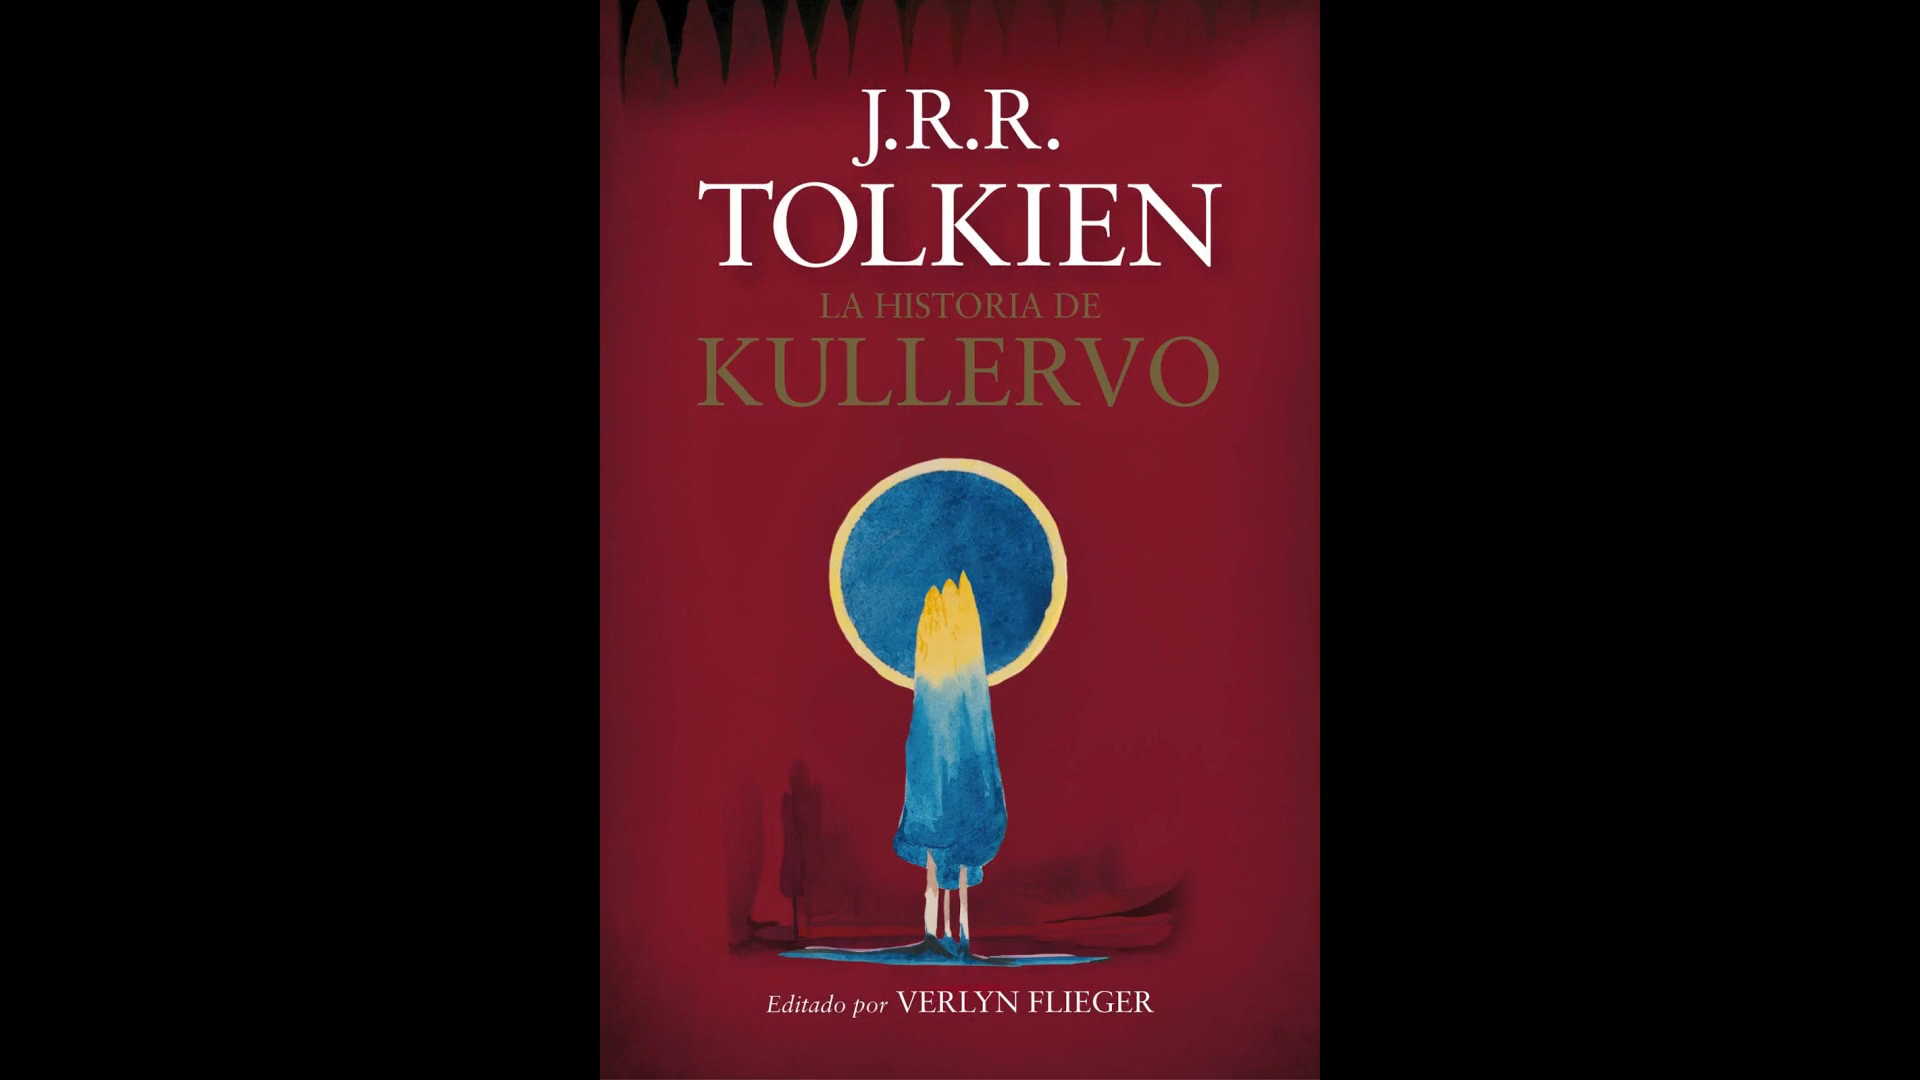 J.R.R.
TOLKIEN
LA HISTORIA DE
KULLERVO
Editado por VERLYN FLIEGER